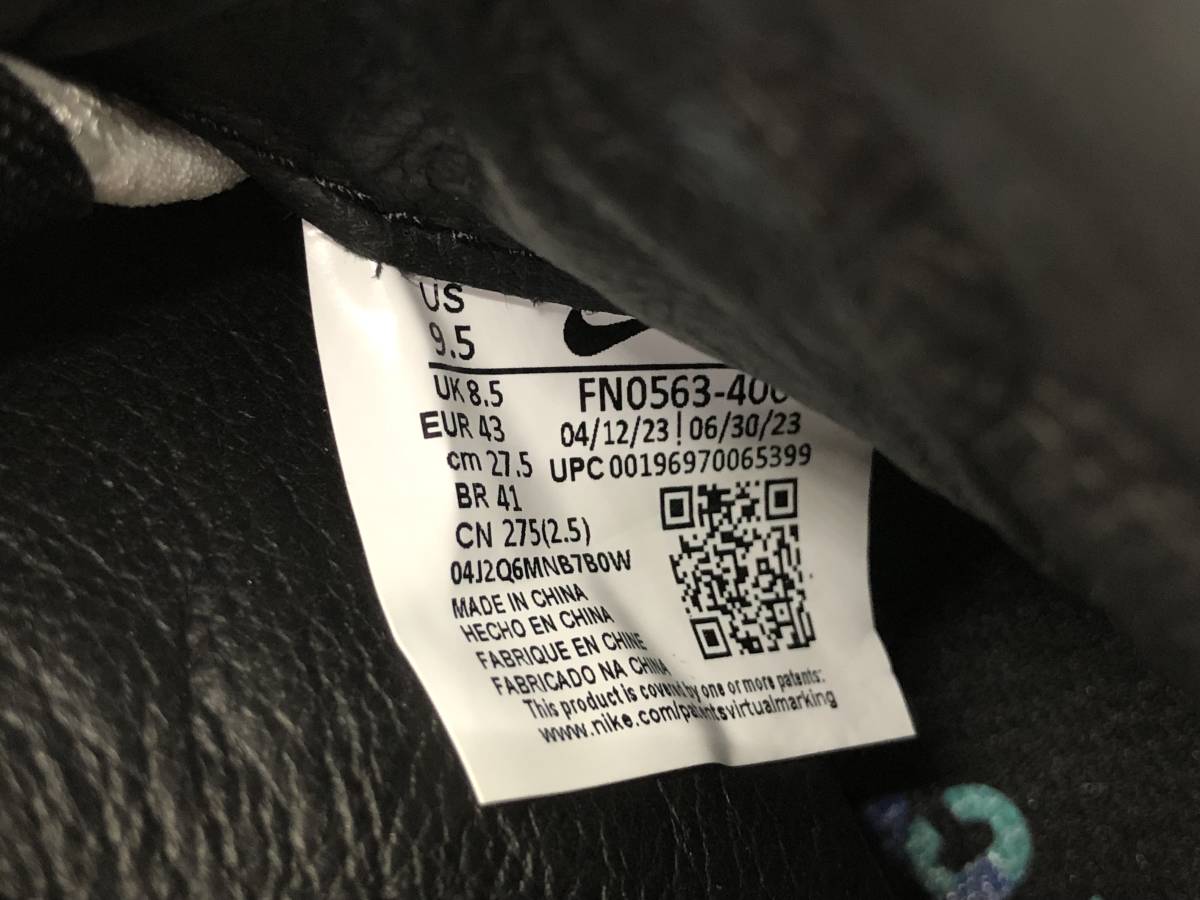 US
9.5
UK 8.5
EUR 43
cm 27.5
BR 41
CN 275(2.5)
04J2Q6MNB7B0W
MADE IN CHINA
HECHO EN CHINA
FABRIQUE EN CHINE
FABRICADO NA CHINA
FN0563-400
04/12/23 | 06/30/23
UPC 00196970065399
This product is covered by one or more patents:
www.nike.com/patentsvirtualmarking